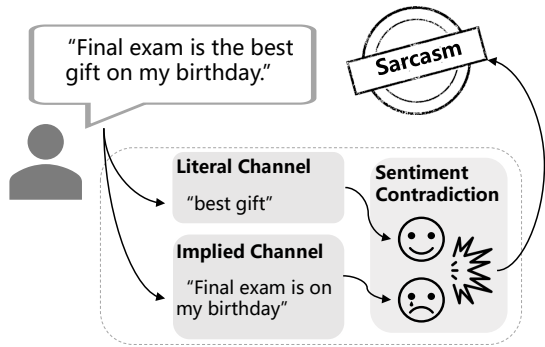 “Final exam is the best
gift on my birthday.”
Sarcasm
Literal Channel
“best gift”
Implied Channel
“Final exam is on
my birthday”
Sentiment
Contradiction